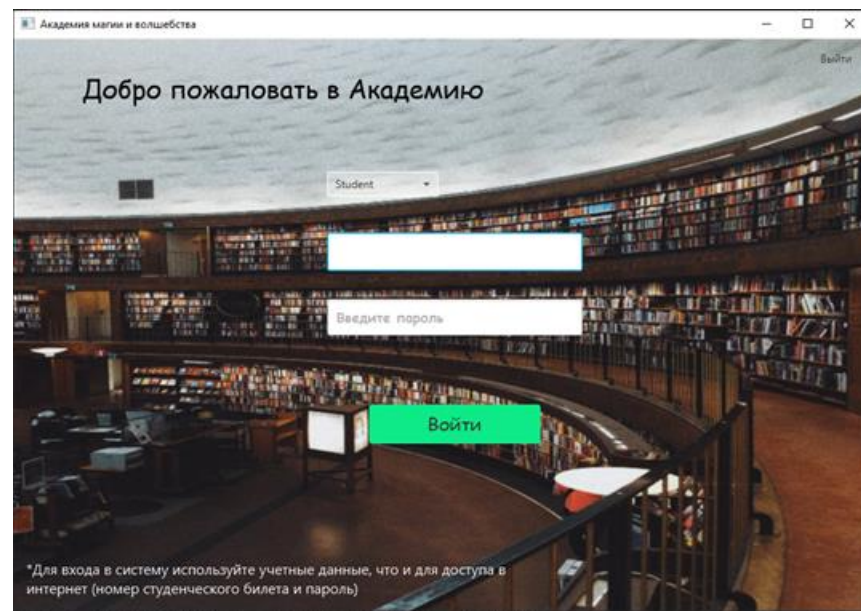 Академия магии и волшебства
Выйти
Добро пожаловать в Академию
Student
Введите пароль
Войти
*Для входа в систему используйте учетные данные, что и для доступа в
интернет (номер студенческого билета и пароль)